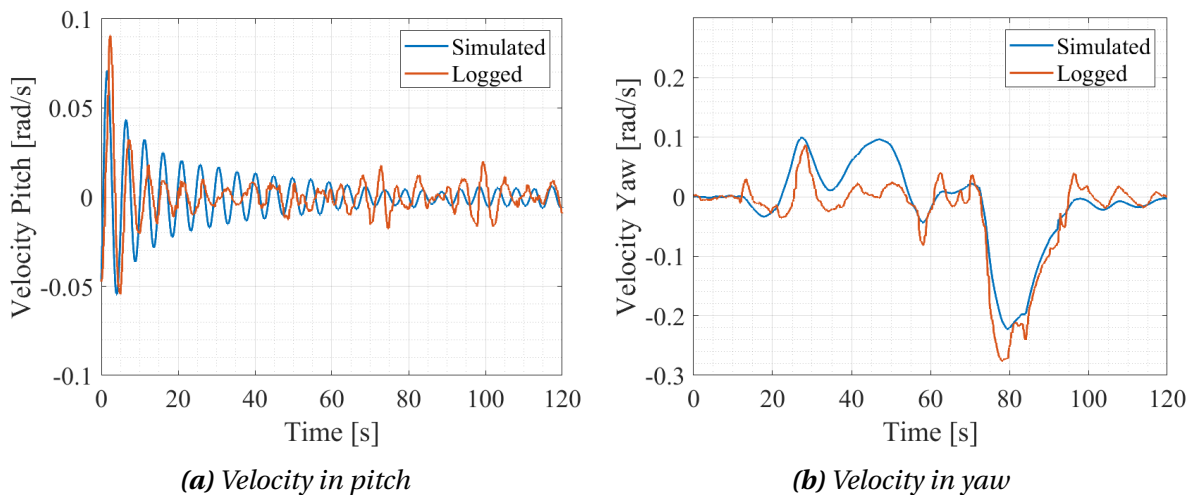 0.1
0.05
0
-0.05
-0.1
Velocity Pitch [rad/s]
Simulated
Logged
0 20 40 60 80 100 120
Time [s]
(a) Velocity in pitch
0.2
0.1
0
-0.1
-0.2
-0.3
Velocity Yaw [rad/s]
Simulated
Logged
0 20 40 60 80 100 120
Time [s]
(b) Velocity in yaw